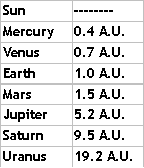 Sun --------
Mercury 0.4 A.U.
Venus 0.7 A.U.
Earth 1.0 A.U.
Mars 1.5 A.U.
Jupiter 5.2 A.U.
Saturn 9.5 A.U.
Uranus 19.2 A.U.